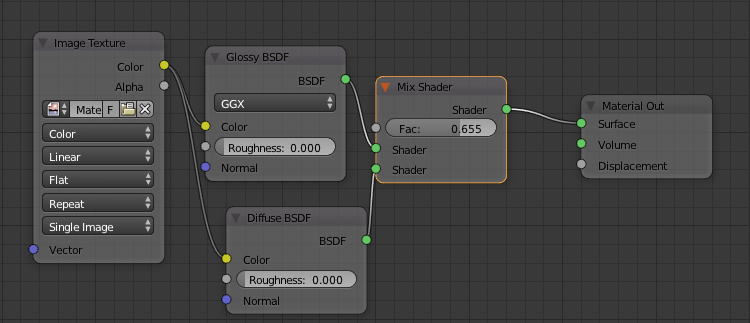 Image Texture
Color
Alpha
Mate F
Color
Linear
Flat
Repeat
Single Image
Vector
Glossy BSDF
BSDF
GGX
Color
Roughness: 0.000
Normal
Diffuse BSDF
BSDF
Color
Roughness: 0.000
Normal
Mix Shader
Shader
Fac: 0.655
Shader
Shader
Material Out
Surface
Volume
Displacement